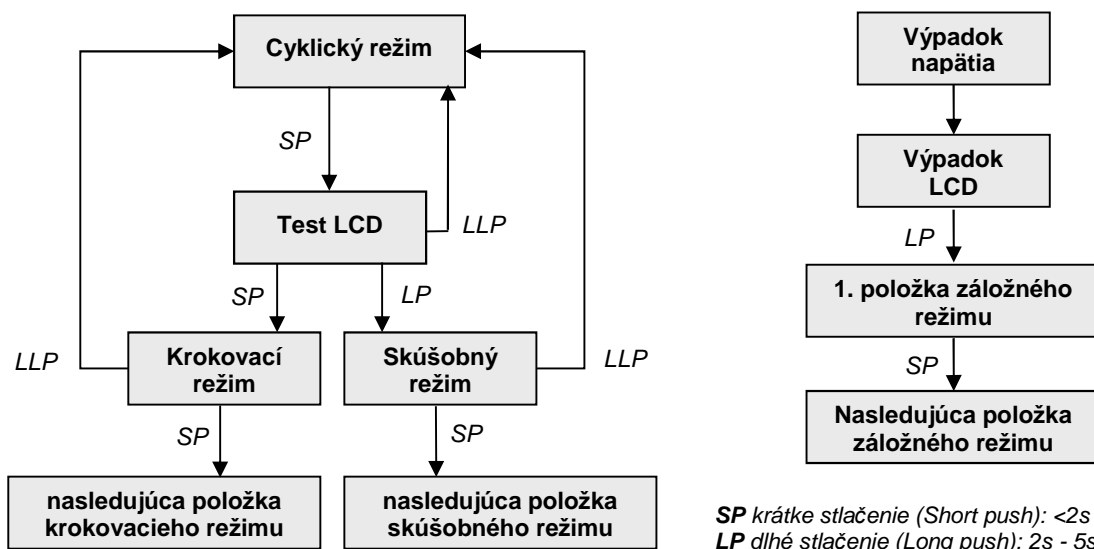 Cyklický režim
SP
Test LCD
LLP
SP
LP
LLP
Krokovací
režim
Skúšobný
režim
LLP
SP
SP
nasledujúca položka
krokovacieho režimu
nasledujúca položka
skúšobného režimu
Výpadok
napätia
Výpadok
LCD
LP
1. položka záložného
režimu
SP
Nasledujúca položka
záložného režimu
SP krátke stlačenie (Short push): <2s
LP dlhé stlačenie (Long push): 2s - 5s